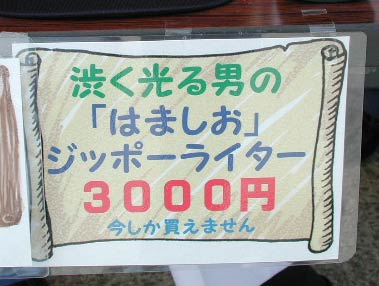 渋く光る男の
「はましお」
ジッポーライター
3000円
今しか買えません